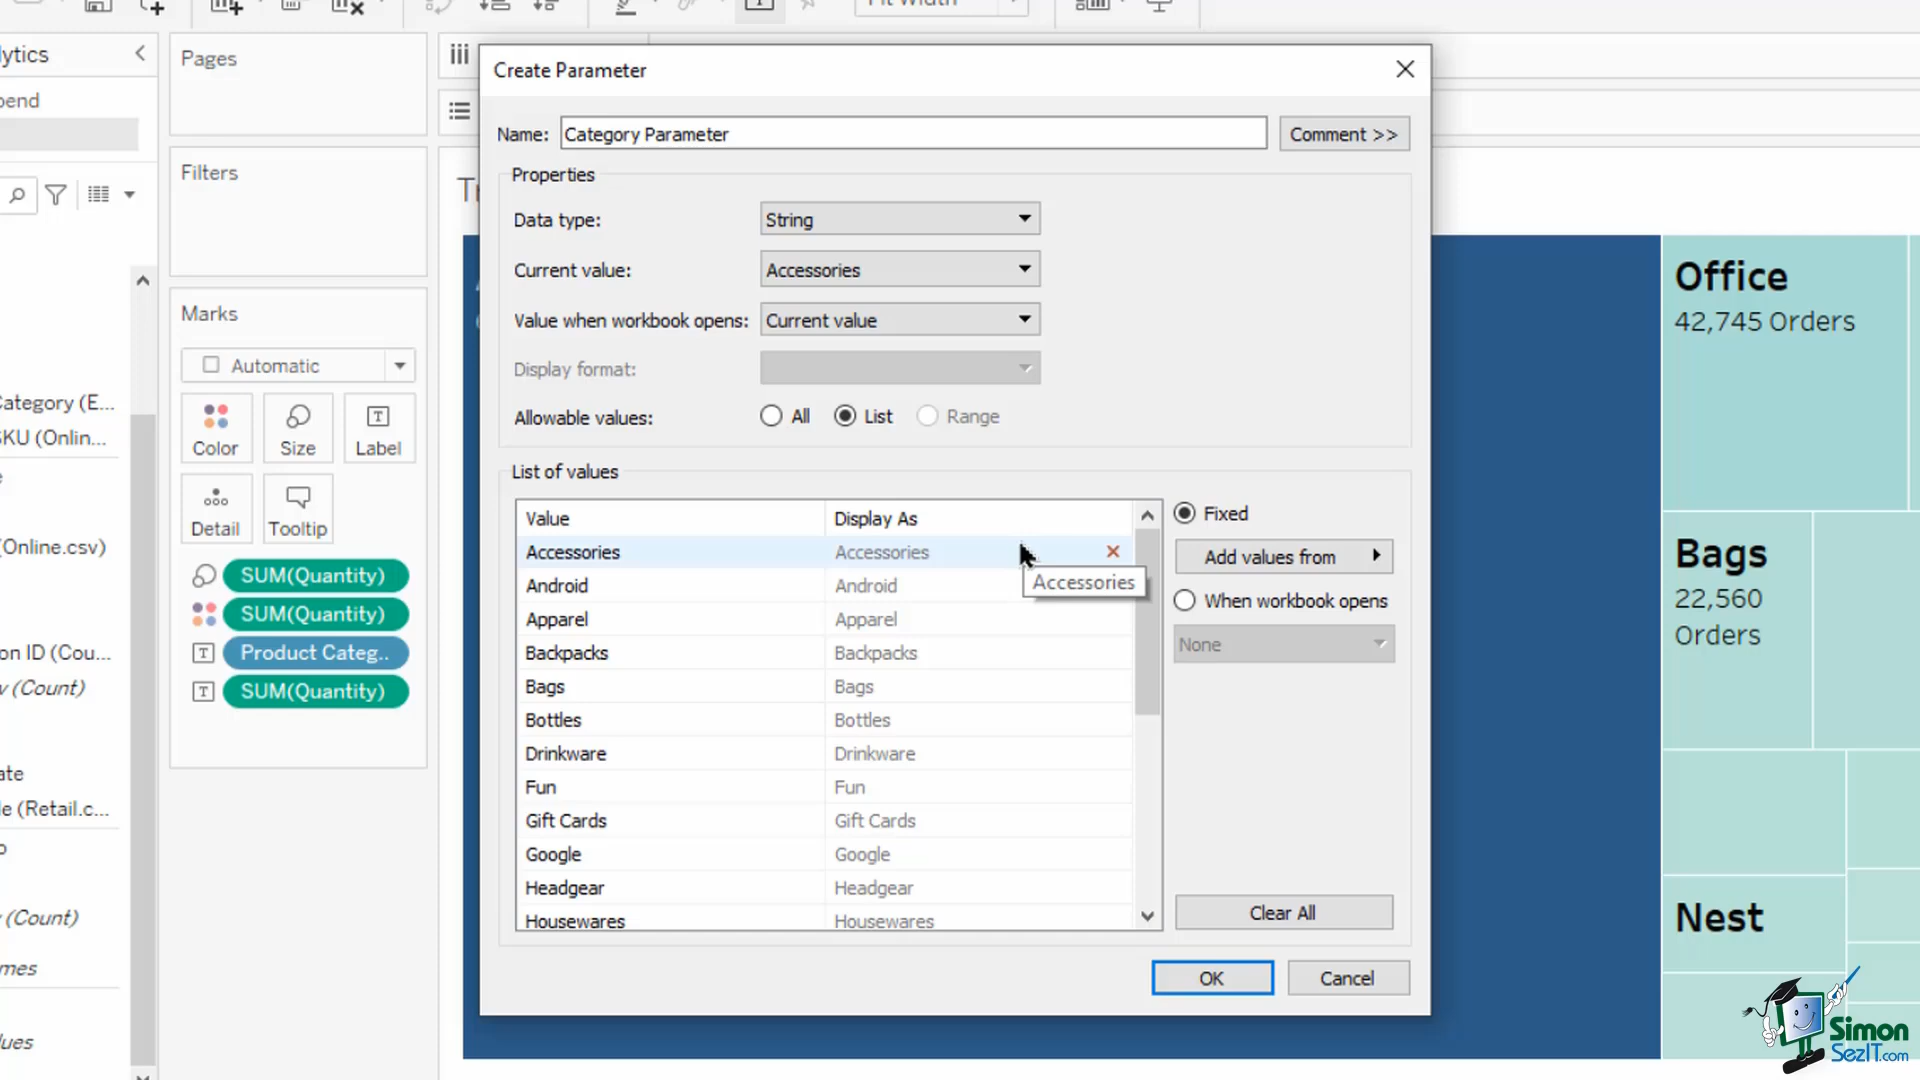 lytics
pend
ategory (E...
SKU (Onlin...
Online.csv)
on ID (Cou...
v (Count)
ate
le (Retail.c...
(Count)
mes
lues
Pages
Filters
Marks
Automatic
Color
Size
Label
Detail
Tooltip
SUM(Quantity)
SUM(Quantity)
Product Categ..
SUM(Quantity)
Fit Width
Create Parameter
Name:
Category Parameter
Comment >>
Properties
Data type:
String
Current value:
Accessories
Value when workbook opens:
Current value
Display format:
Allowable values:
All
List
Range
List of values
Value
Display As
Accessories
Accessories
Accessories
Android
Android
Apparel
Apparel
Backpacks
Backpacks
Bags
Bags
Bottles
Bottles
Drinkware
Drinkware
Fun
Fun
Gift Cards
Gift Cards
Google
Google
Headgear
Headgear
Housewares
Housewares
Fixed
Add values from
When workbook opens
None
Clear All
OK
Cancel
Office
42,745 Orders
Bags
22,560
Orders
Nest
Simon
SezIT.com